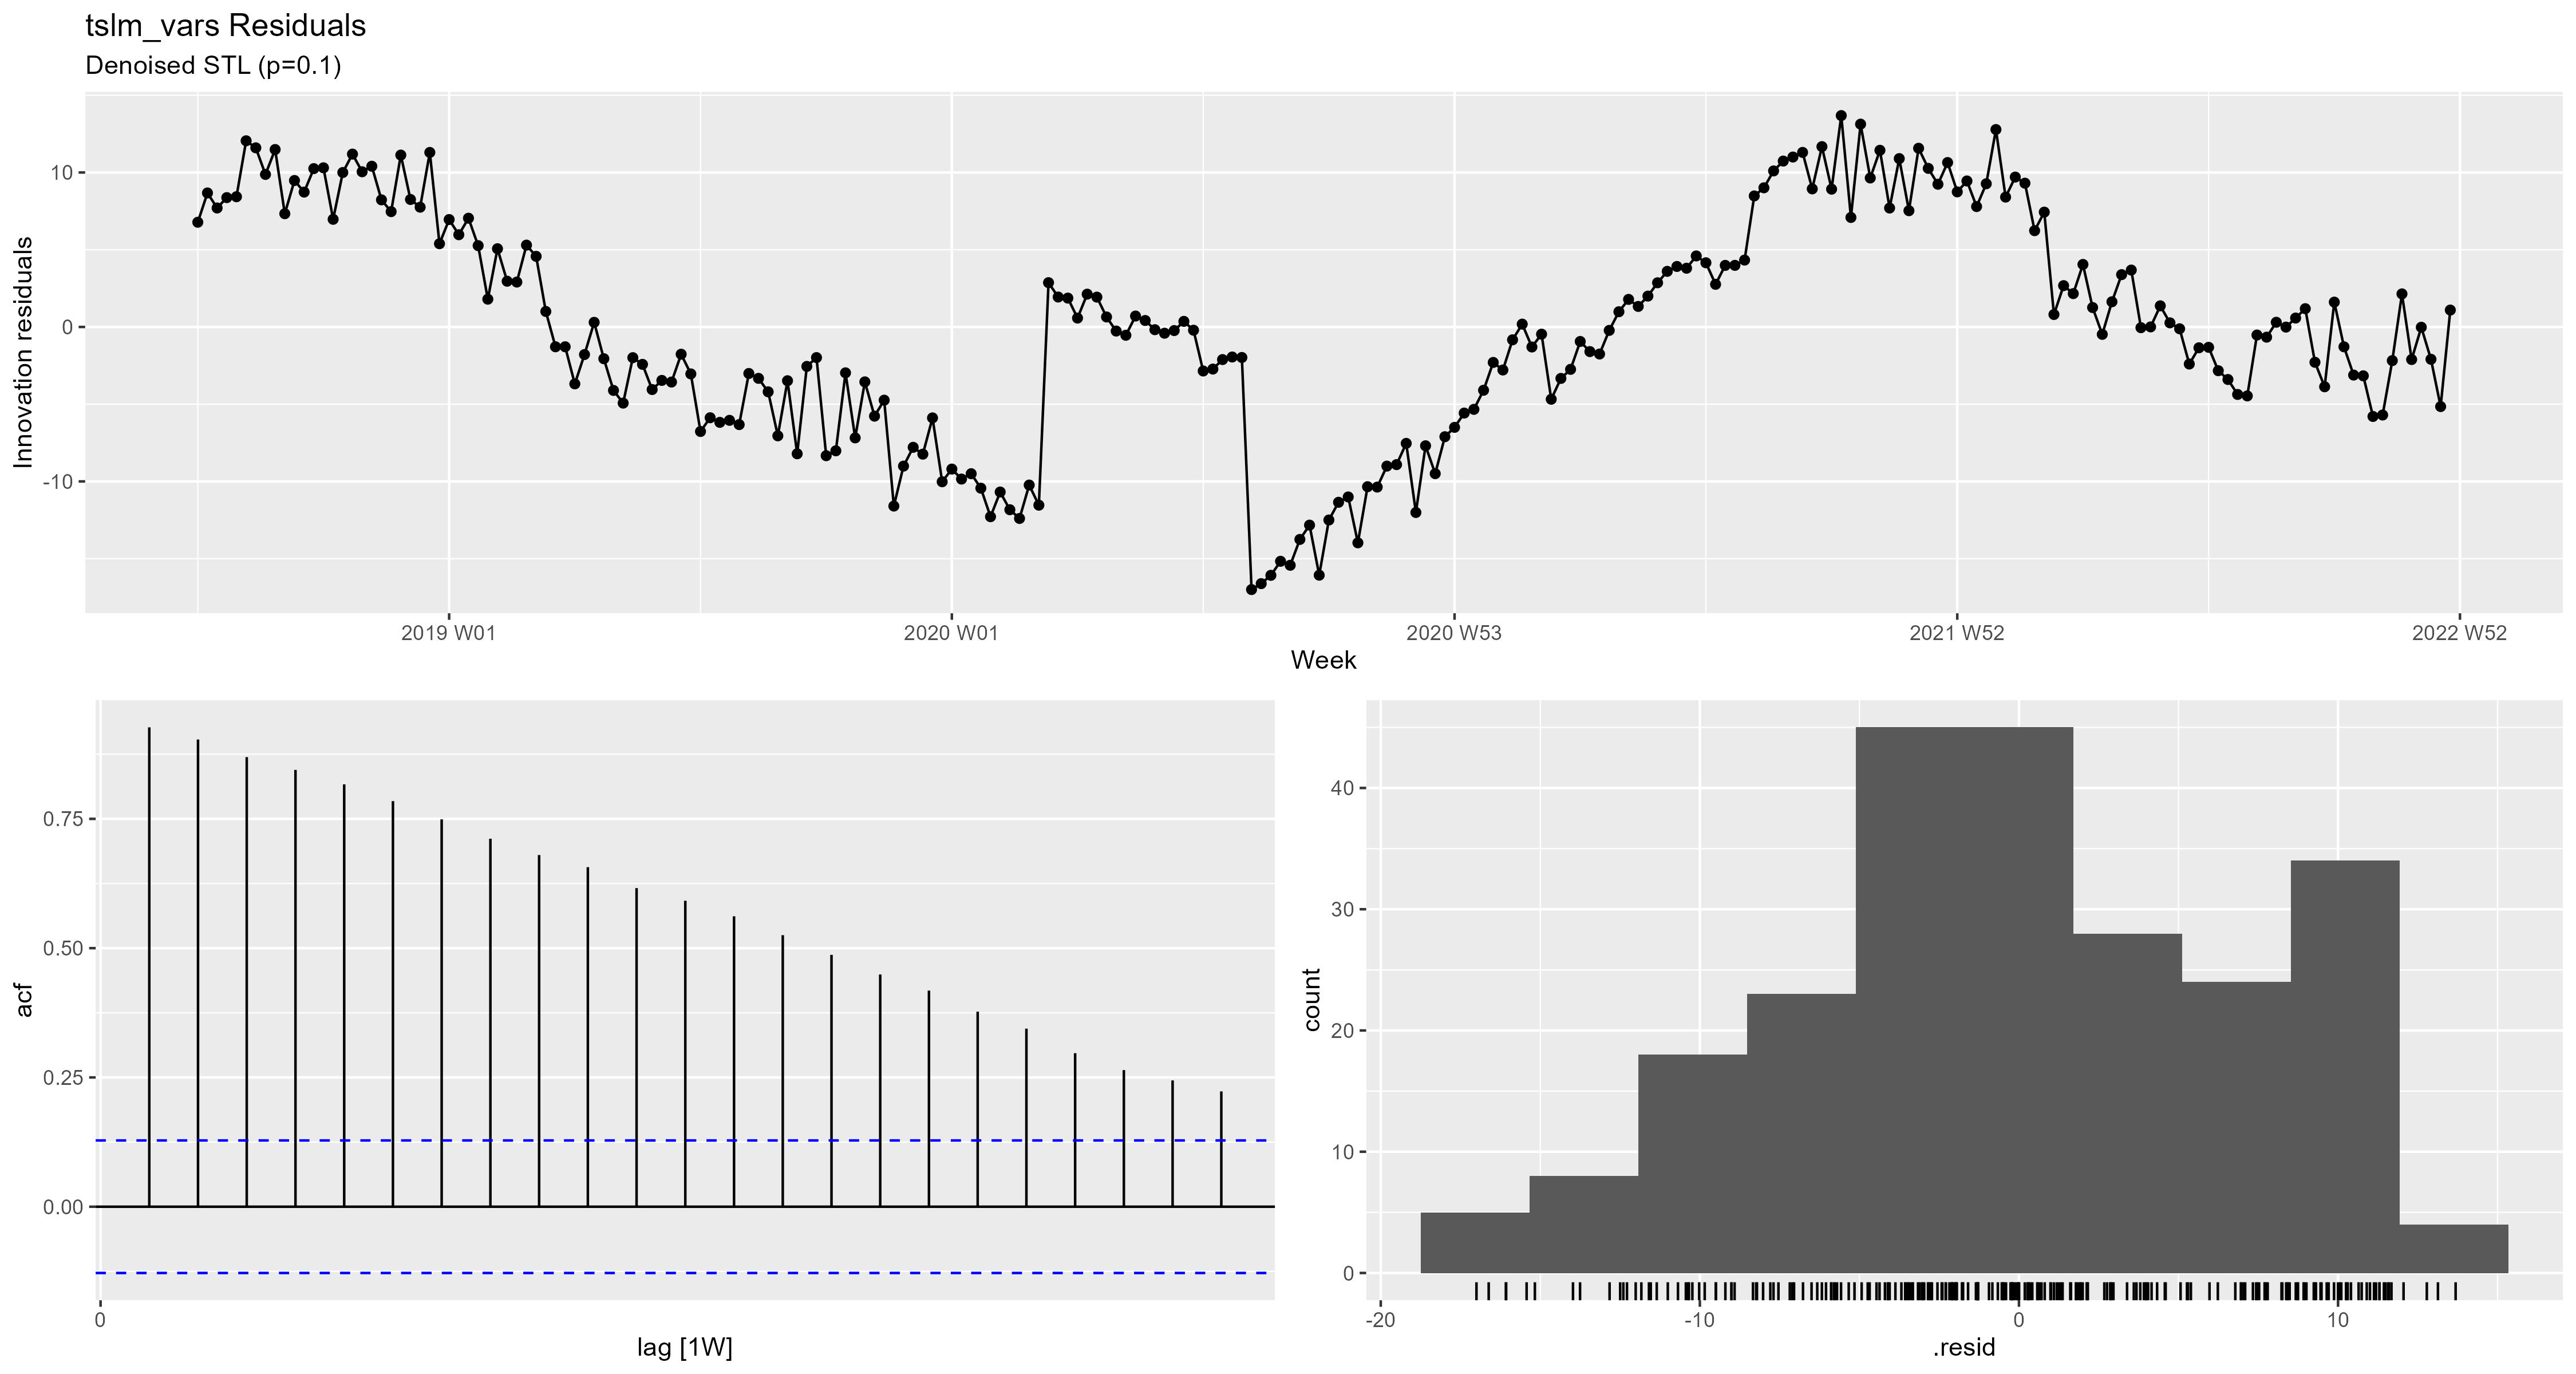 tslm_vars Residuals
Denoised STL (p=0.1)
Innovation residuals
10
0
-10
2019 W01
2020 W01
2020 W53
2021 W52
2022 W52
Week
acf
0.75
0.50
0.25
0.00
0
lag [1W]
count
40
30
20
10
0
-20
-10
0
10
.resid